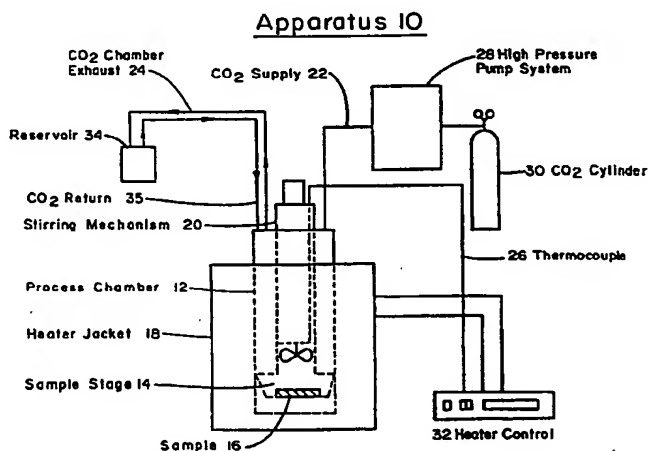 Apparatus 10
CO2 Chamber
Exhaust 24
CO2 Supply 22
28 High Pressure
Pump System
Reservoir 34
30 CO2 Cylinder
CO2 Return 35
Stirring Mechanism 20
26 Thermocouple
Process Chamber 12
Heater Jacket 18
Sample Stage 14
Sample 16
32 Heater Control